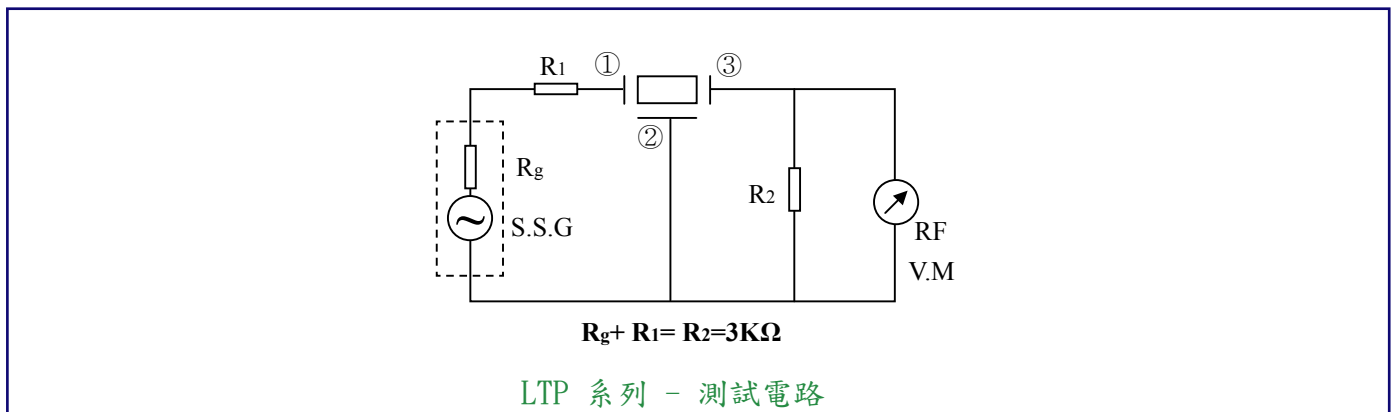 R1
①
③
②
Rg
S.S.G
R2
RF
V.M
Rg+ R1= R2=3KΩ
LTP 系列 - 測試電路